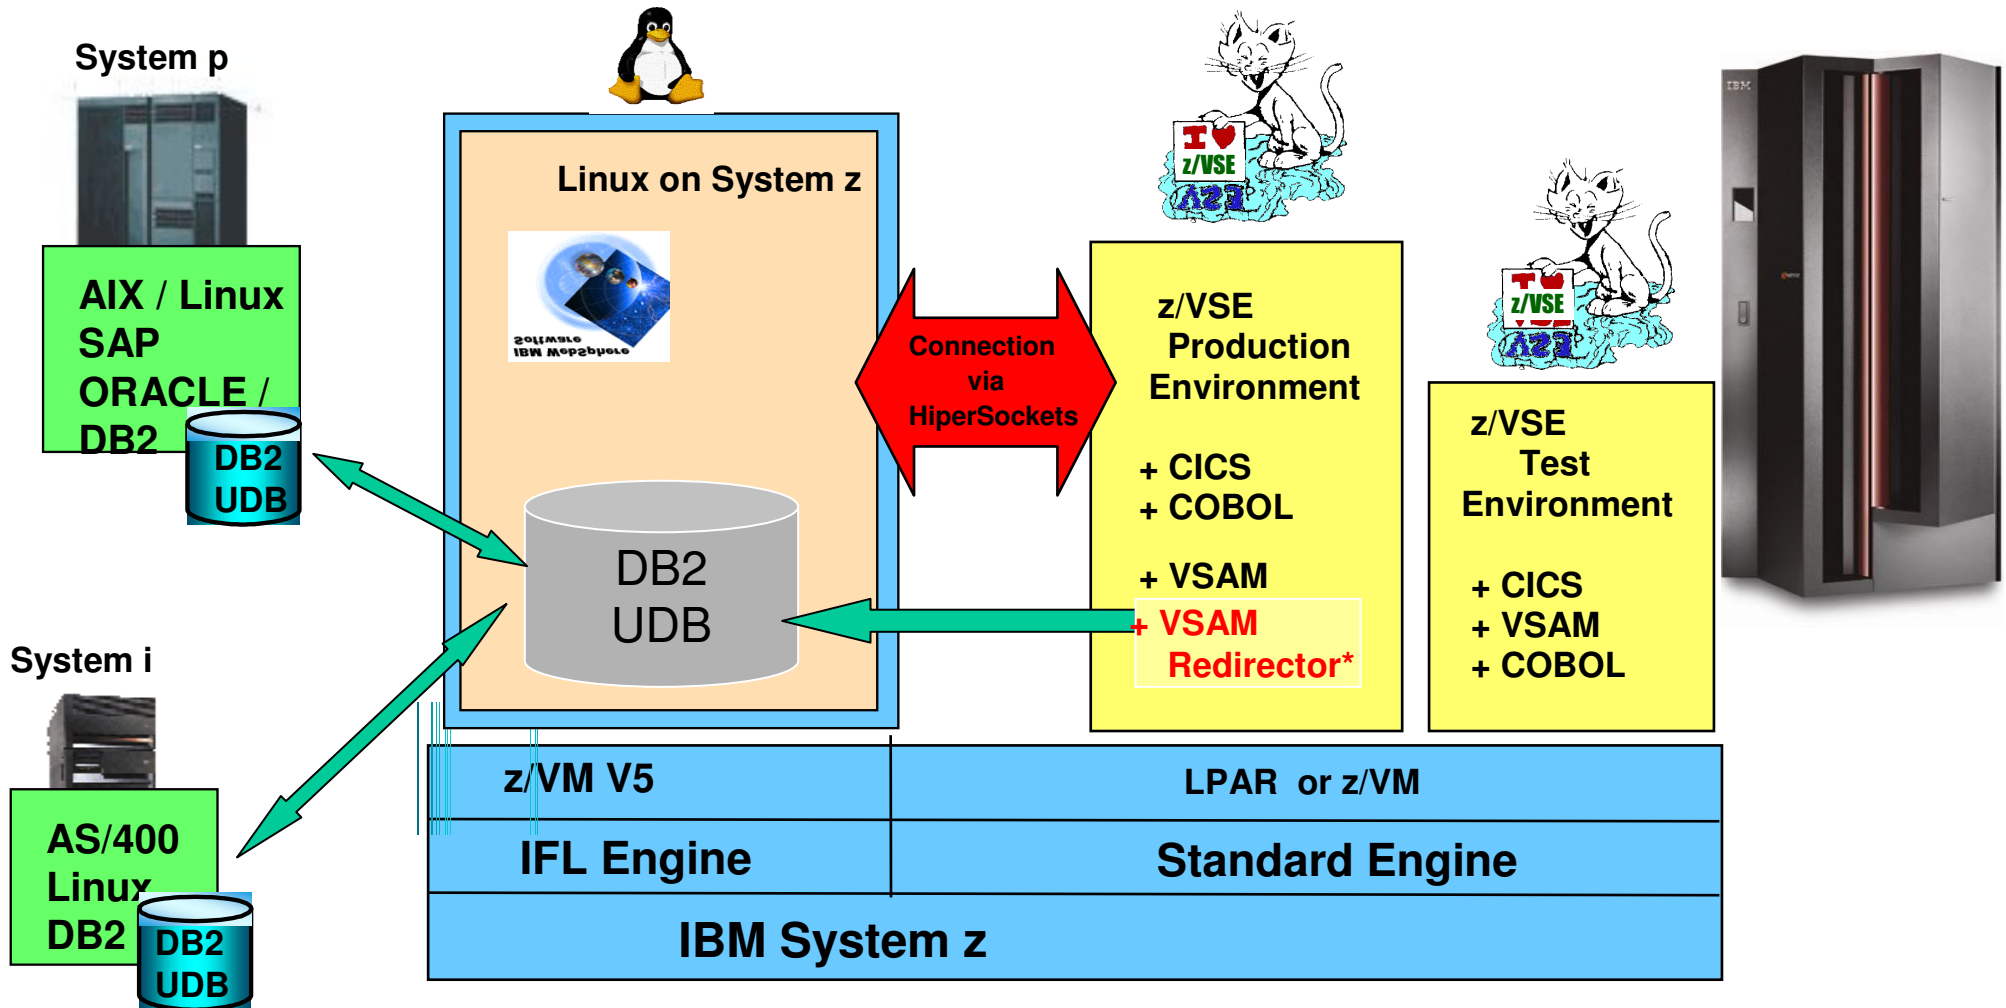 System p
AIX / Linux
SAP
ORACLE /
DB2
DB2
UDB
System i
AS/400
Linux
DB2
DB2
UDB
Linux on System z
Software
IBM WebSphere
DB2
UDB
Connection
via
HiperSockets
I ♥
z/VSE
VSE
z/VSE
Production
Environment
+ CICS
+ COBOL
+ VSAM
+ VSAM
Redirector*
z/VSE
VSE
z/VSE
Test
Environment
+ CICS
+ VSAM
+ COBOL
IBM
z/VM V5
LPAR or z/VM
IFL Engine
Standard Engine
IBM System z